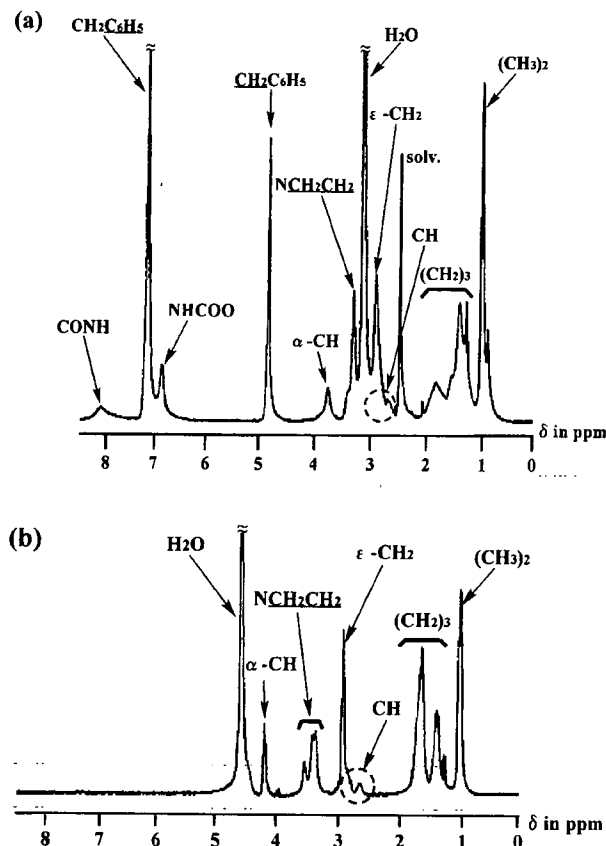 (a)
CH2C6H5
H2O
(CH3)2
CH2C6H5
ε -CH2
solv.
NCH2CH2
CH
(CH2)3
NHCOO
CONH
α -CH
8 7 6 5 4 3 2 1 0
δ in ppm
(b)
H2O
ε -CH2
(CH3)2
NCH2CH2
(CH2)3
α -CH
CH
8 7 6 5 4 3 2 1 0
δ in ppm